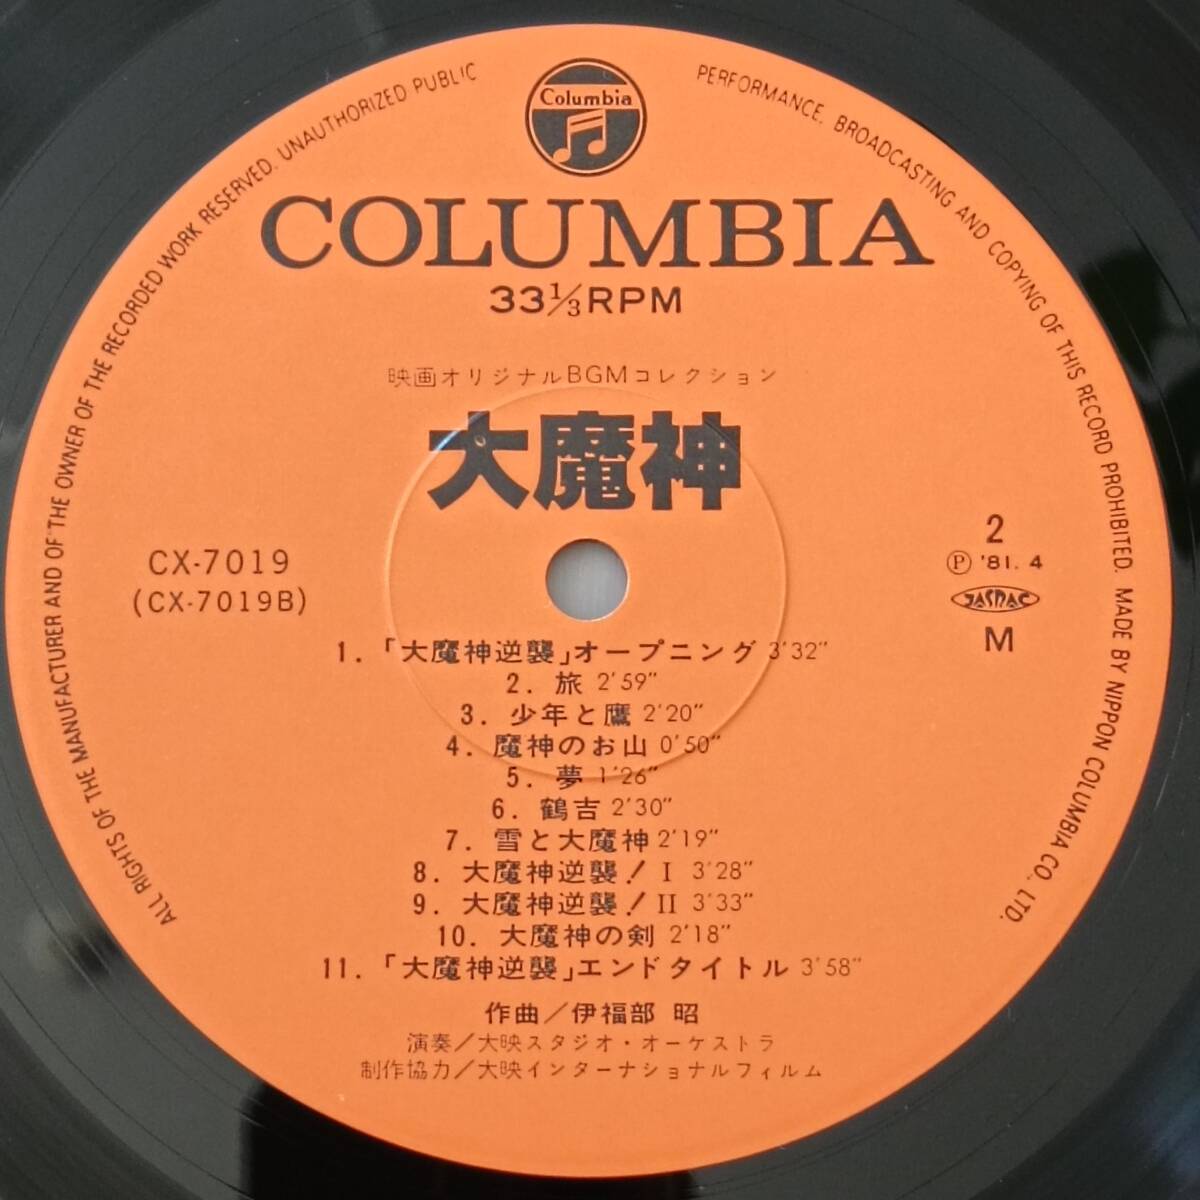 ALL RIGHTS OF THE MANUFACTURER AND OF THE OWNER OF THE RECORDED WORK RESERVED. UNAUTHORIZED PUBLIC PERFORMANCE, BROADCASTING AND COPYING OF THIS RECORD PROHIBITED. MADE BY NIPPON COLUMBIA CO., LTD.
Columbia
COLUMBIA
33 1/3 RPM
映画オリジナルBGMコレクション
大魔神
CX-7019
(CX-7019B)
2
Ⓟ '81. 4
JASRAC
M
1. 「大魔神逆襲」オープニング 3′32″
2. 旅 2′59″
3. 少年と鷹 2′20″
4. 魔神のお山 0′50″
5. 夢 1′26″
6. 鶴吉 2′30″
7. 雪と大魔神 2′19″
8. 大魔神逆襲! I 3′28″
9. 大魔神逆襲! II 3′33″
10. 大魔神の剣 2′18″
11. 「大魔神逆襲」エンドタイトル 3′58″
作曲/伊福部 昭
演奏/大映スタジオ・オーケストラ
制作協力/大映インターナショナルフィルム